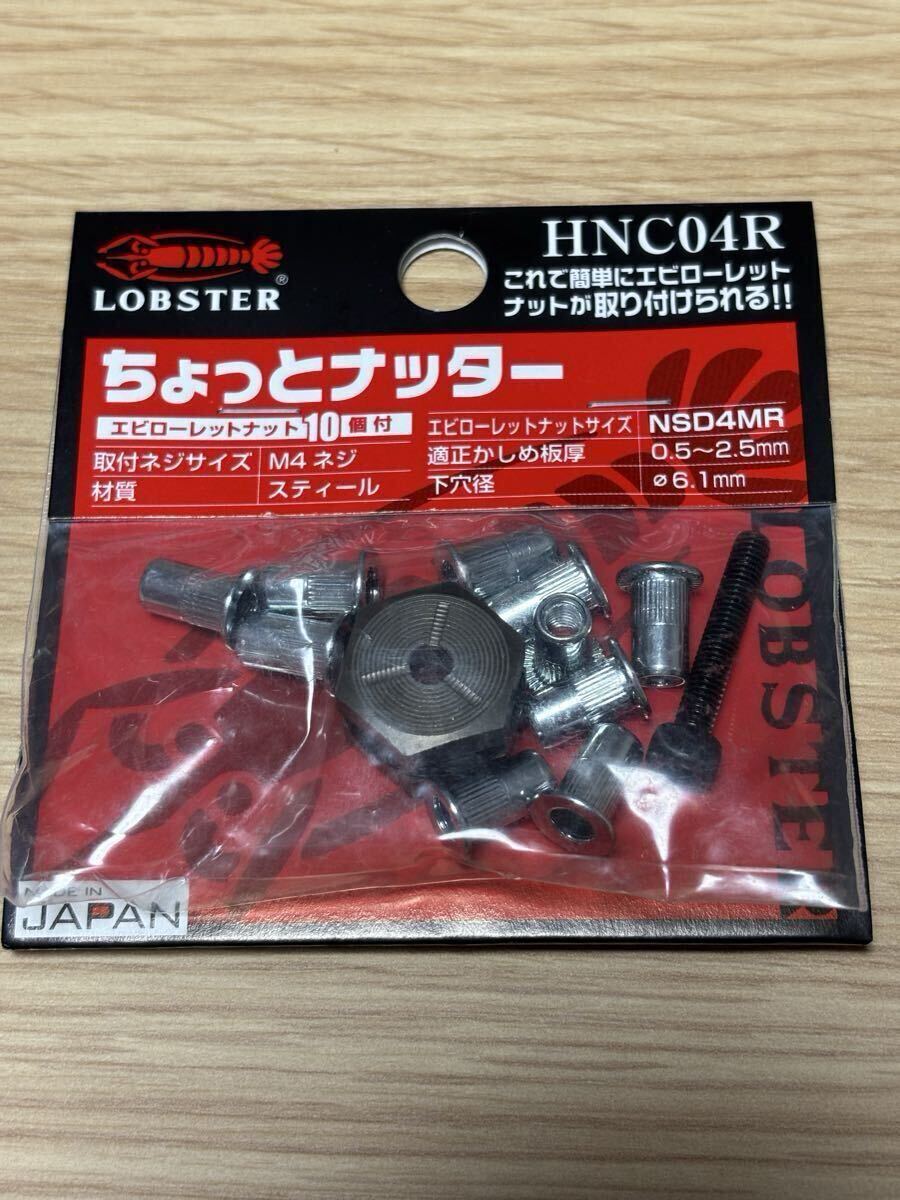 HNC04R
LOBSTER®
これで簡単にエビローレット
ナットが取り付けられる!!
ちょっとナッター
エビローレットナット10個付
取付ネジサイズ M4ネジ
材質 スティール
エビローレットナットサイズ NSD4MR
適正かしめ板厚 0.5～2.5mm
下穴径 ø6.1mm
LOBSTER
MADE IN
JAPAN